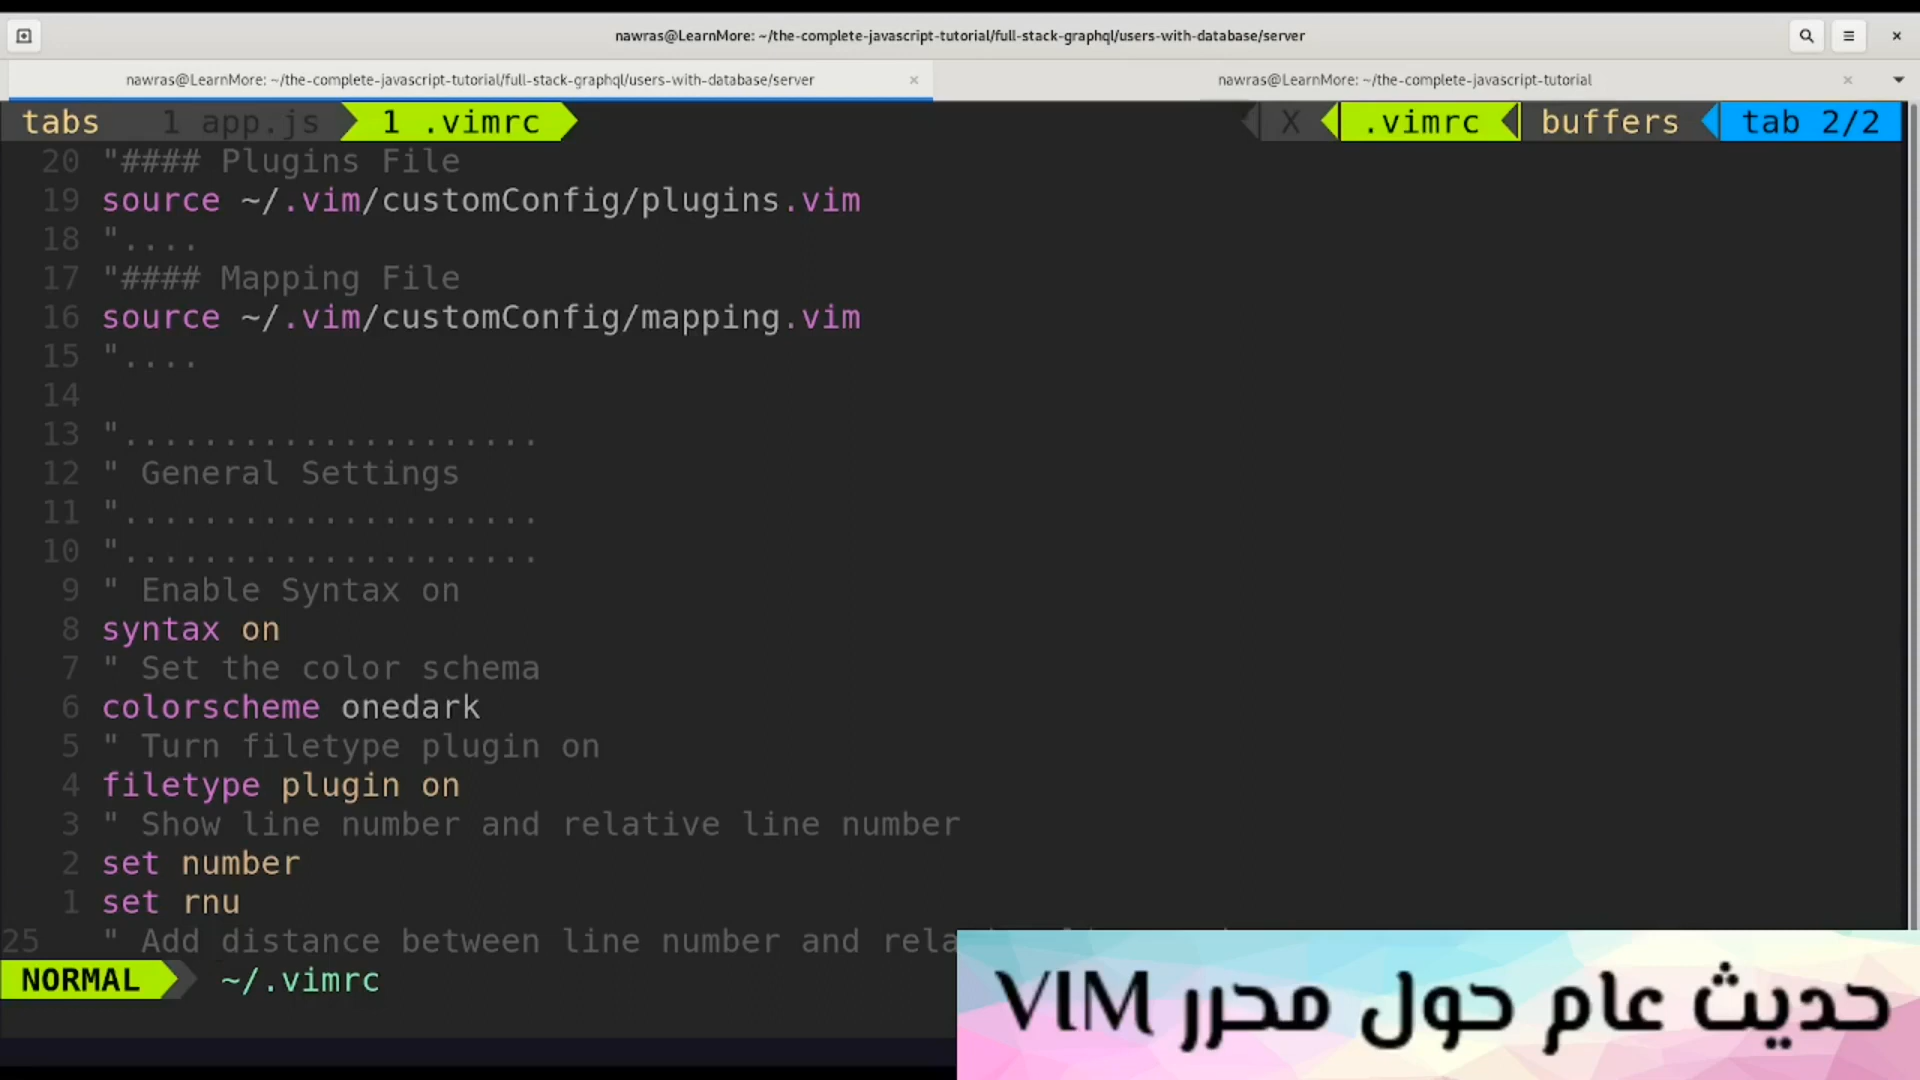 nawras@LearnMore: ~/the-complete-javascript-tutorial/full-stack-graphql/users-with-database/server
nawras@LearnMore: ~/the-complete-javascript-tutorial/full-stack-graphql/users-with-database/server × nawras@LearnMore: ~/the-complete-javascript-tutorial ×
tabs 1 app.js 1 .vimrc X .vimrc buffers tab 2/2
20 "#### Plugins File
19 source ~/.vim/customConfig/plugins.vim
18 "....
17 "#### Mapping File
16 source ~/.vim/customConfig/mapping.vim
15 "....
14
13 ".....................
12 " General Settings
11 ".....................
10 ".....................
9 " Enable Syntax on
8 syntax on
7 " Set the color schema
6 colorscheme onedark
5 " Turn filetype plugin on
4 filetype plugin on
3 " Show line number and relative line number
2 set number
1 set rnu
25 " Add distance between line number and
NORMAL ~/.vimrc
حديث عام حول محرر VIM